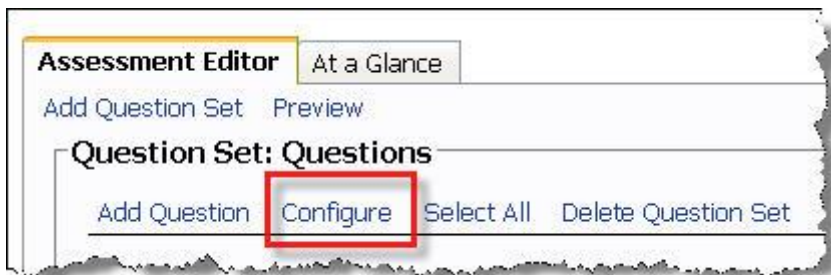 Assessment Editor At a Glance
Add Question Set Preview
Question Set: Questions
Add Question Configure Select All Delete Question Set